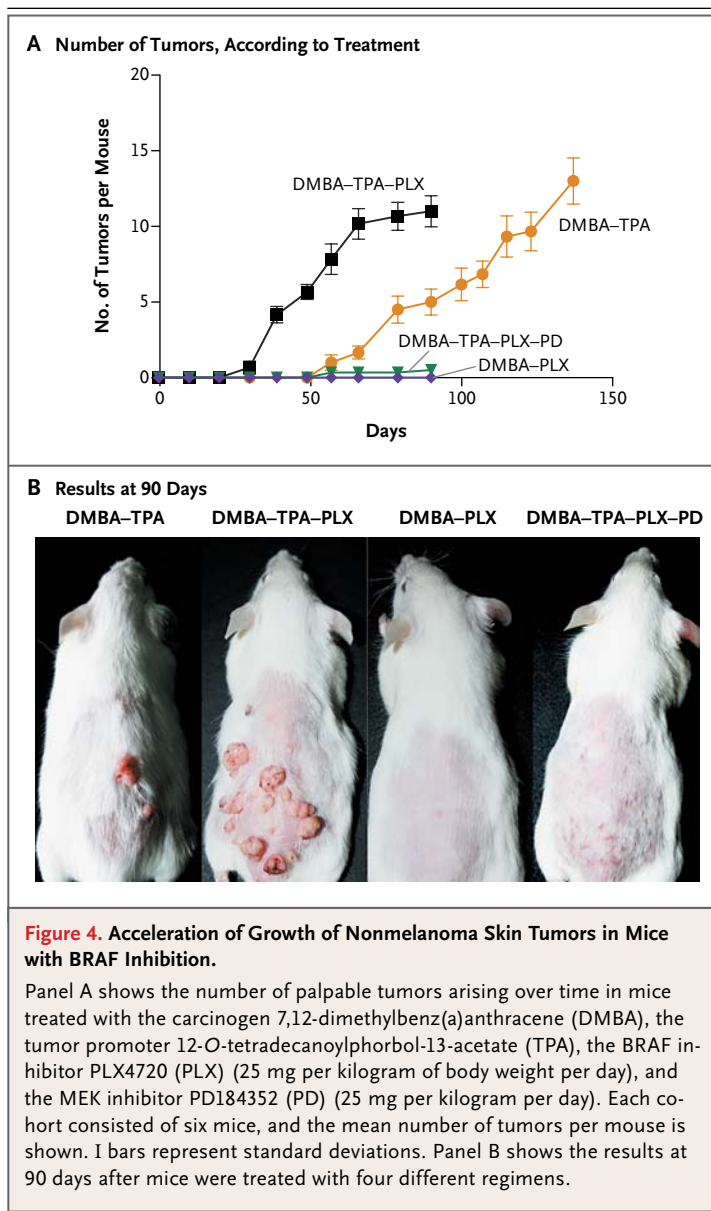 A Number of Tumors, According to Treatment
20
15
10
5
0
No. of Tumors per Mouse
DMBA–TPA–PLX
DMBA–TPA
DMBA–TPA–PLX–PD
DMBA–PLX
0 50 100 150
Days
B Results at 90 Days
DMBA–TPA DMBA–TPA–PLX DMBA–PLX DMBA–TPA–PLX–PD
Figure 4. Acceleration of Growth of Nonmelanoma Skin Tumors in Mice
with BRAF Inhibition.
Panel A shows the number of palpable tumors arising over time in mice
treated with the carcinogen 7,12-dimethylbenz(a)anthracene (DMBA), the
tumor promoter 12-O-tetradecanoylphorbol-13-acetate (TPA), the BRAF in-
hibitor PLX4720 (PLX) (25 mg per kilogram of body weight per day), and
the MEK inhibitor PD184352 (PD) (25 mg per kilogram per day). Each co-
hort consisted of six mice, and the mean number of tumors per mouse is
shown. I bars represent standard deviations. Panel B shows the results at
90 days after mice were treated with four different regimens.